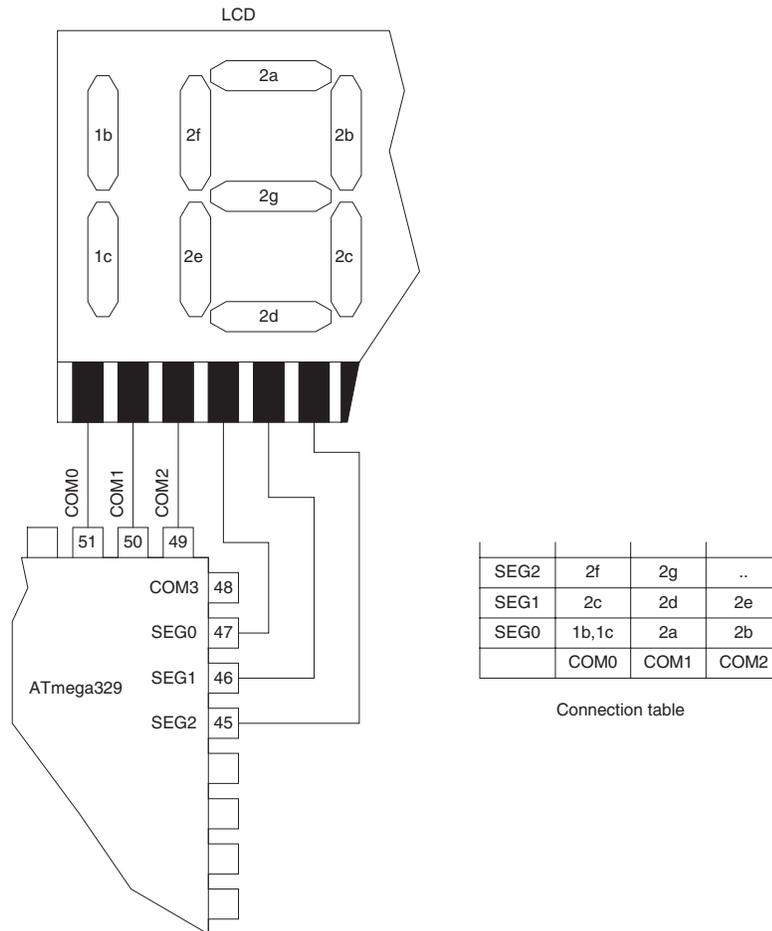 LCD
2a
1b 2f 2b
2g
1c 2e 2c
2d
COM0 COM1 COM2
51 50 49
COM3 48
SEG0 47
SEG1 46
ATmega329
SEG2 45
SEG2 2f 2g ..
SEG1 2c 2d 2e
SEG0 1b,1c 2a 2b
COM0 COM1 COM2
Connection table